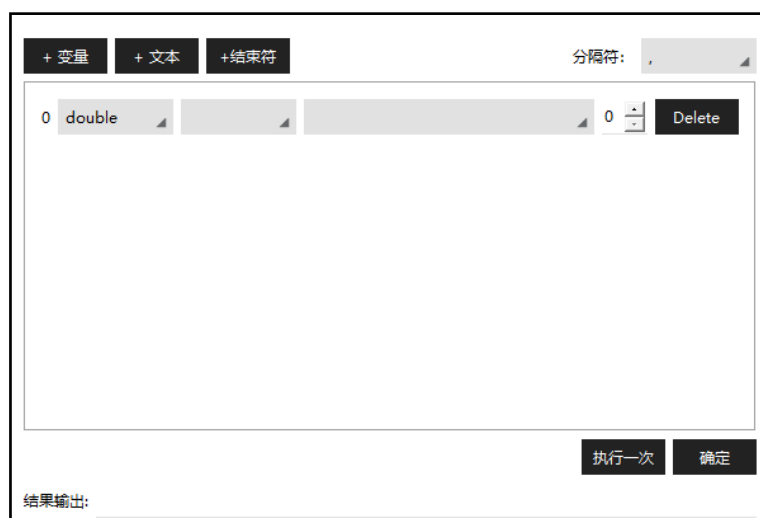 + 变量 + 文本 +结束符 分隔符: ,
0 double 0 Delete
执行一次 确定
结果输出: